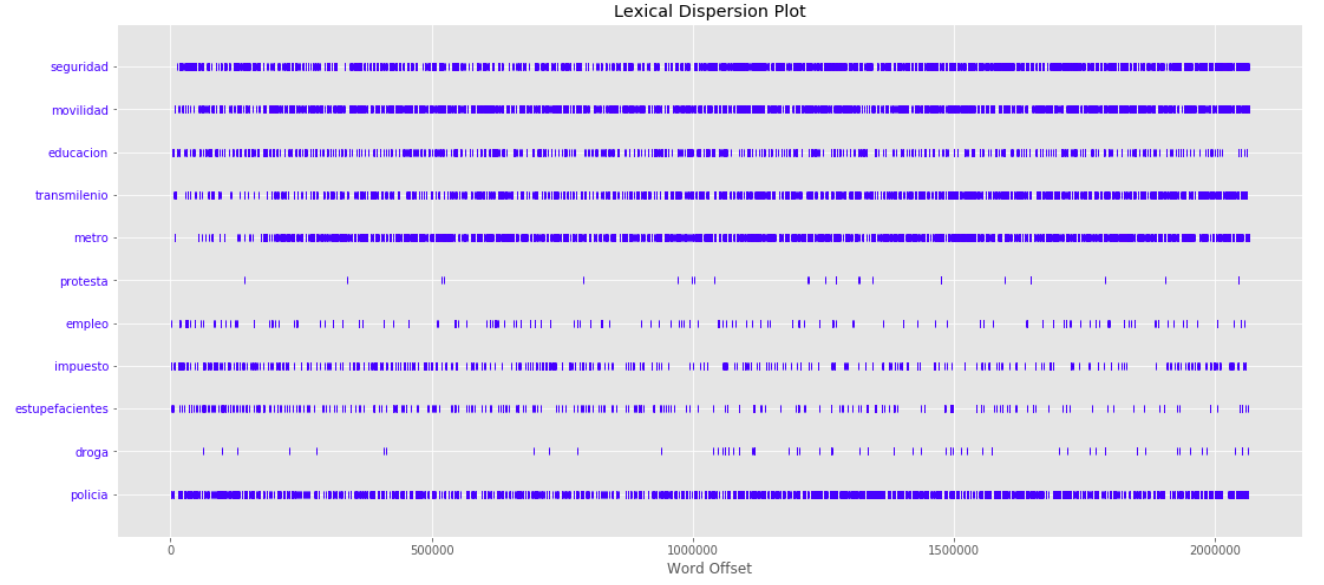 Lexical Dispersion Plot
seguridad
movilidad
educacion
transmilenio
metro
protesta
empleo
impuesto
estupefacientes
droga
policia
0 500000 1000000 1500000 2000000
Word Offset